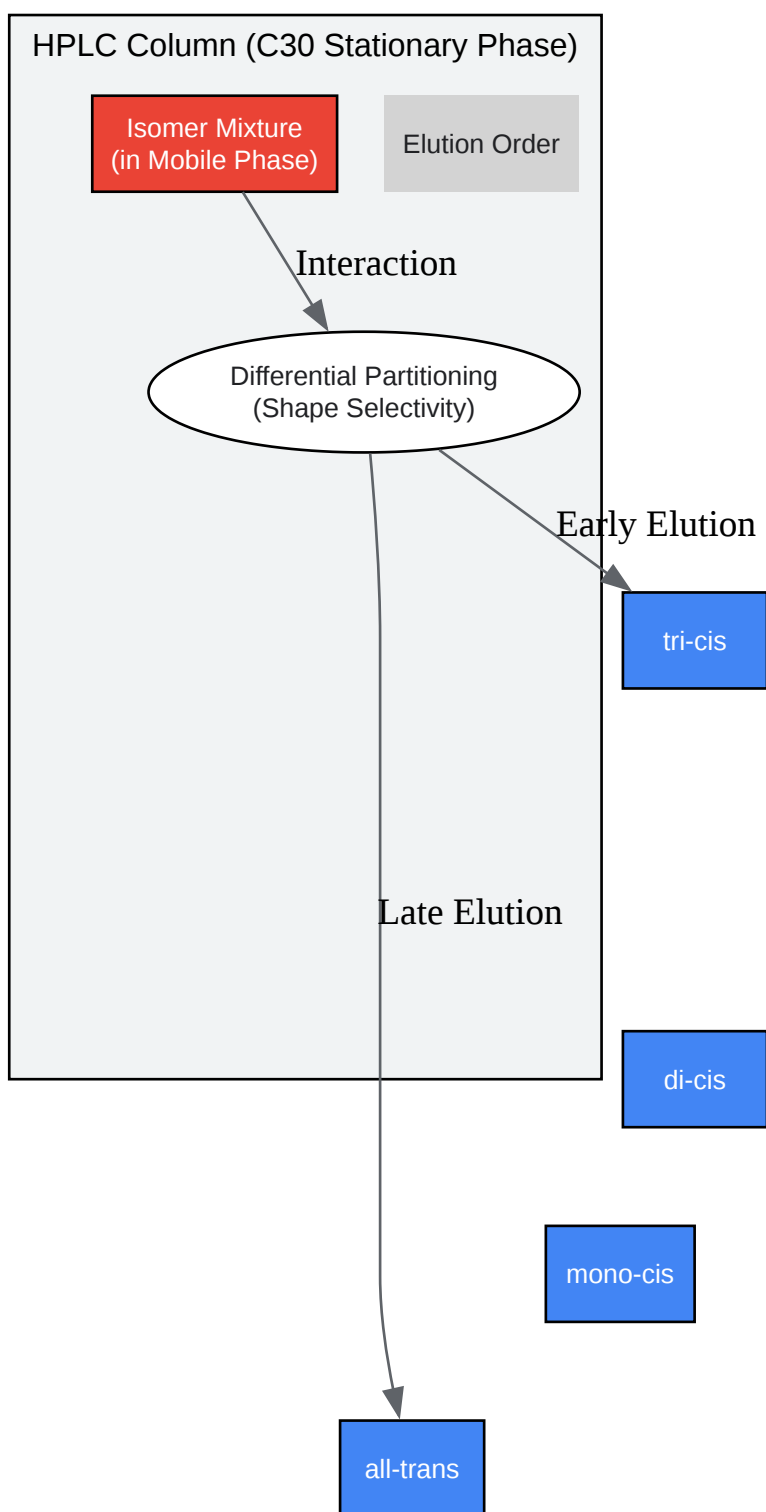 HPLC Column (C30 Stationary Phase)
Isomer Mixture
(in Mobile Phase)
Elution Order
Interaction
Differential Partitioning
(Shape Selectivity)
Early Elution
tri-cis
Late Elution
di-cis
mono-cis
all-trans